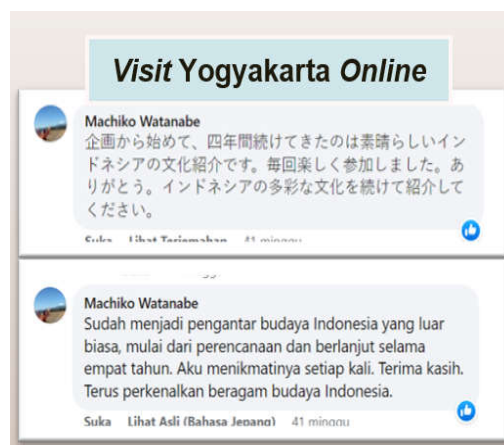 Visit Yogyakarta Online
Machiko Watanabe
企画から始めて、四年間続けてきたのは素晴らしいイン
ドネシアの文化紹介です。毎回楽しく参加しました。あ
りがとう。インドネシアの多彩な文化を続けて紹介して
ください。
Suka Lihat Terjemahan 41 minggu
Machiko Watanabe
Sudah menjadi pengantar budaya Indonesia yang luar
biasa, mulai dari perencanaan dan berlanjut selama
empat tahun. Aku menikmatinya setiap kali. Terima kasih.
Terus perkenalkan beragam budaya Indonesia.
Suka Lihat Asli (Bahasa Jepang) 41 minggu